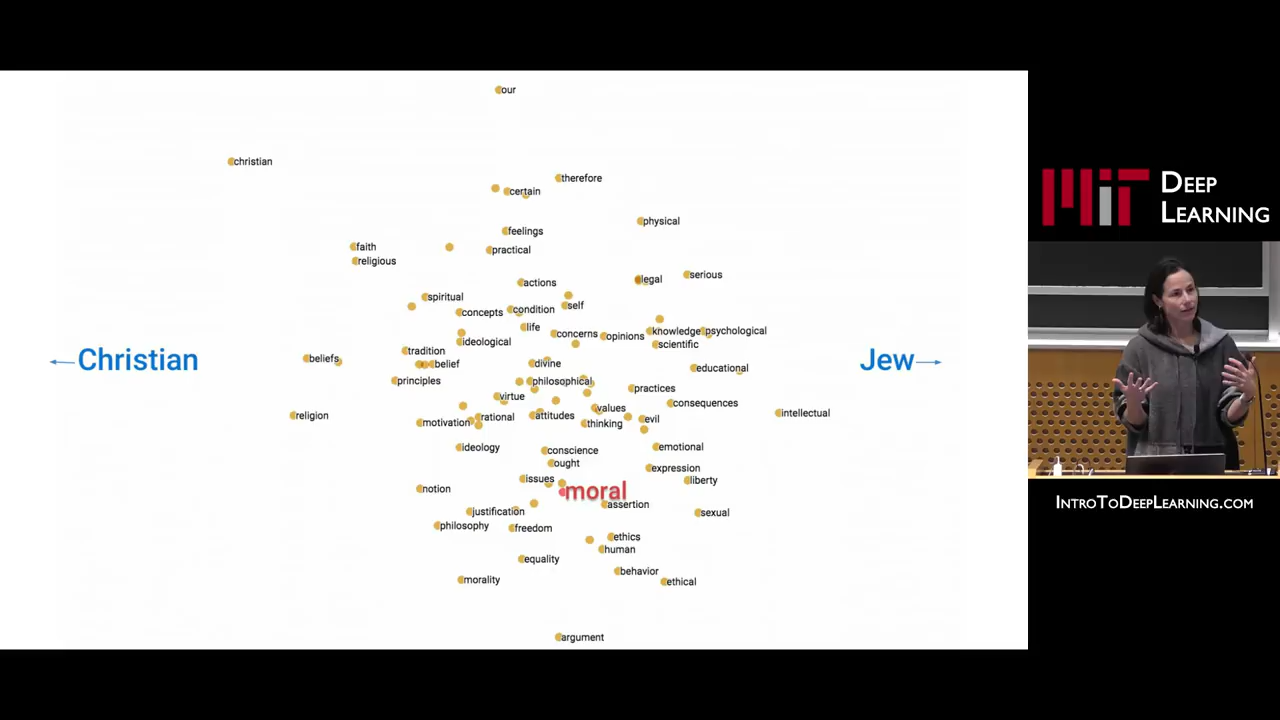 our
christian
therefore
certain
physical
feelings
faith
practical
religious
serious
legal
actions
spiritual
self
condition
concepts
life
knowledge
psychological
concerns
opinions
ideological
scientific
tradition
beliefs
Christian
Jew
belief
divine
educational
principles
philosophical
practices
virtue
consequences
values
intellectual
religion
rational
attitudes
evil
motivation
thinking
ideology
emotional
conscience
ought
expression
issues
liberty
notion
moral
assertion
justification
sexual
philosophy
freedom
ethics
human
equality
behavior
morality
ethical
argument
MIT
DEEP
LEARNING
INTROTODEEPLEARNING.COM